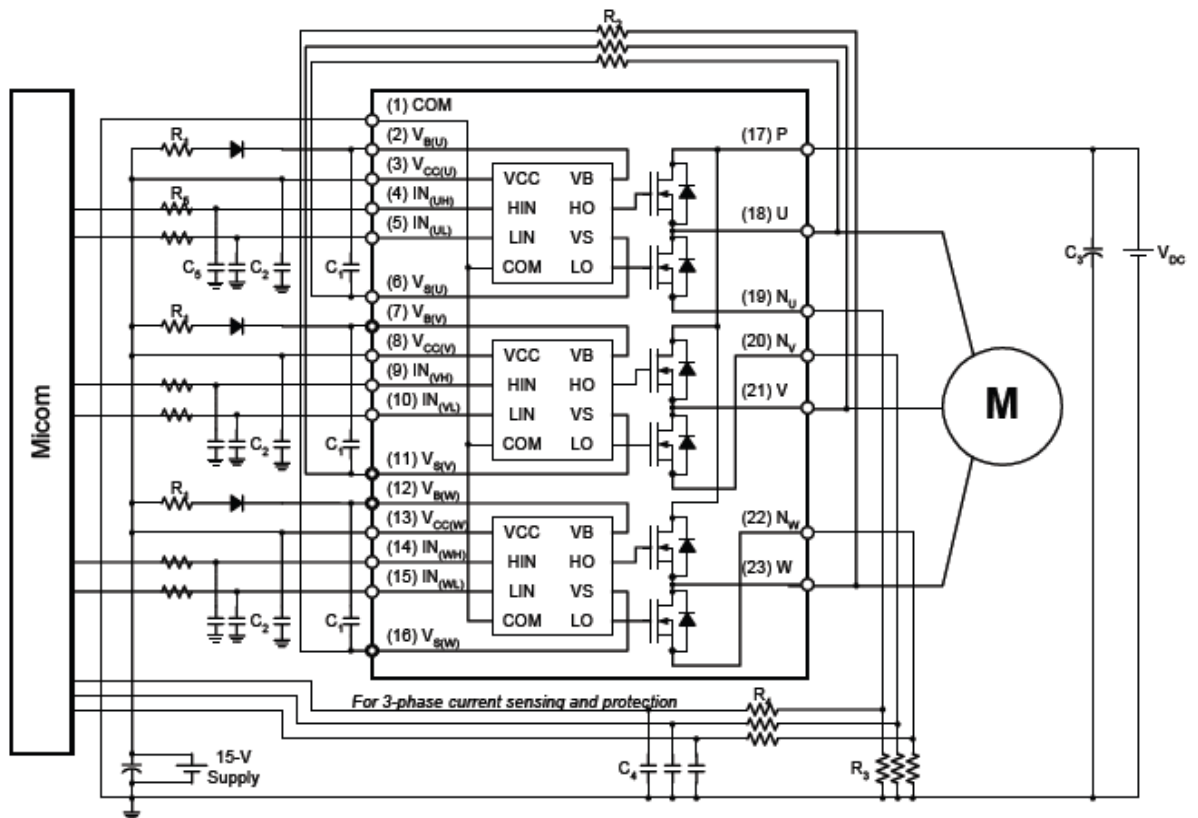 R2
(1) COM
(2) VB(U)
(3) VCC(U)
(4) IN(UH)
(5) IN(UL)
(6) VS(U)
(7) VB(V)
(8) VCC(V)
(9) IN(VH)
(10) IN(VL)
(11) VS(V)
(12) VB(W)
(13) VCC(W)
(14) IN(WH)
(15) IN(WL)
(16) VS(W)
Micom
R5
C5
C2
C1
C2
C1
C2
C1
VCC VB
HIN HO
LIN VS
COM LO
VCC VB
HIN HO
LIN VS
COM LO
VCC VB
HIN HO
LIN VS
COM LO
(17) P
(18) U
(19) NU
(20) NV
(21) V
(22) NW
(23) W
C3
VDC
M
For 3-phase current sensing and protection
C4
R3
15-V
Supply